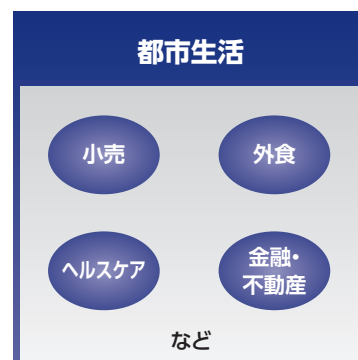 都市生活
小売
外食
ヘルスケア
金融・
不動産
など